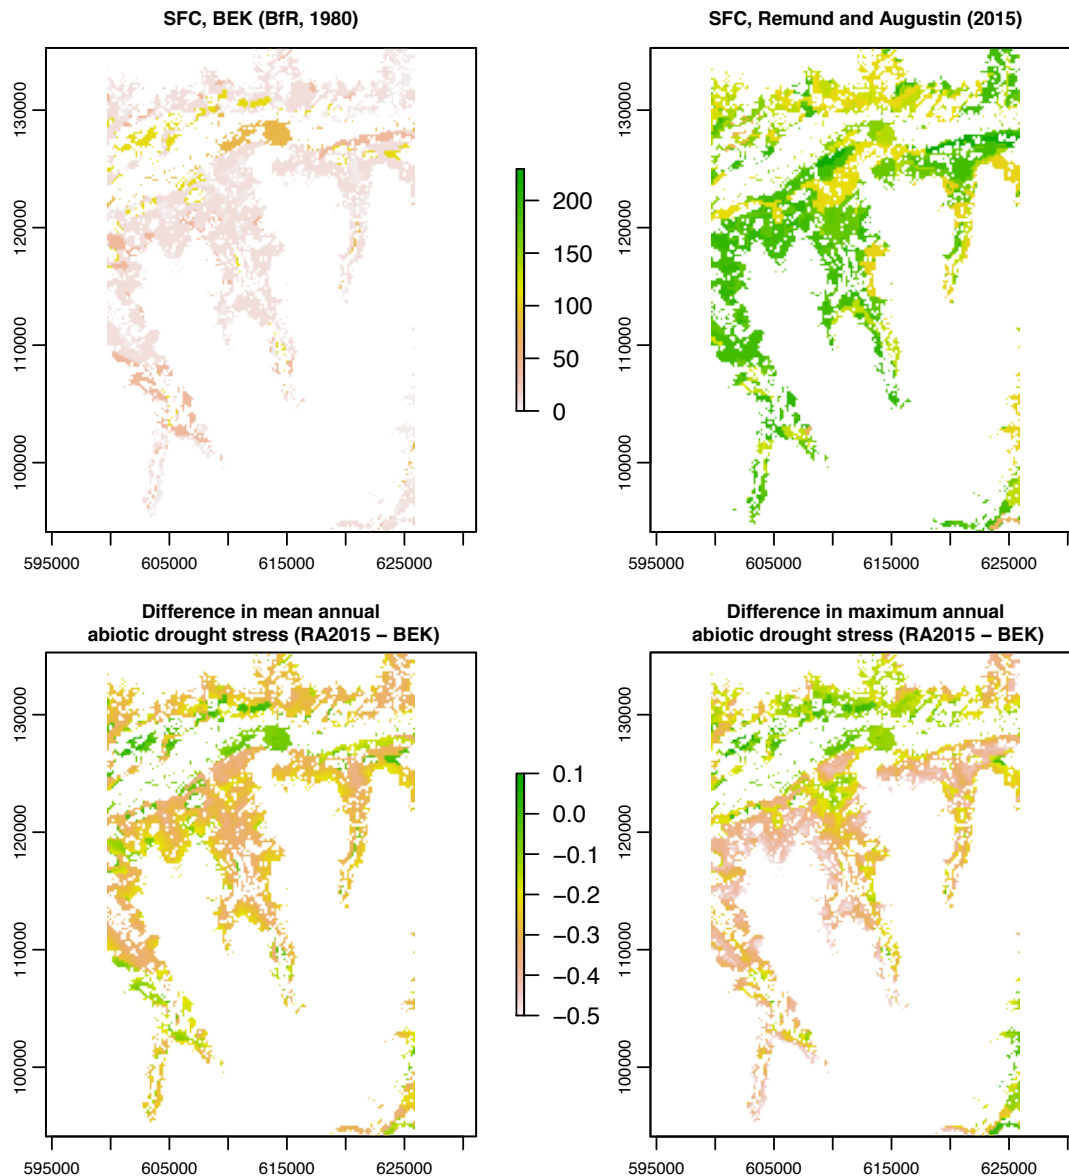 SFC, BEK (BfR, 1980)
SFC, Remund and Augustin (2015)
130000
120000
110000
100000
595000 605000 615000 625000
200
150
100
50
0
130000
120000
110000
100000
595000 605000 615000 625000
Difference in mean annual
abiotic drought stress (RA2015 − BEK)
Difference in maximum annual
abiotic drought stress (RA2015 − BEK)
130000
120000
110000
100000
595000 605000 615000 625000
0.1
0.0
−0.1
−0.2
−0.3
−0.4
−0.5
130000
120000
110000
100000
595000 605000 615000 625000